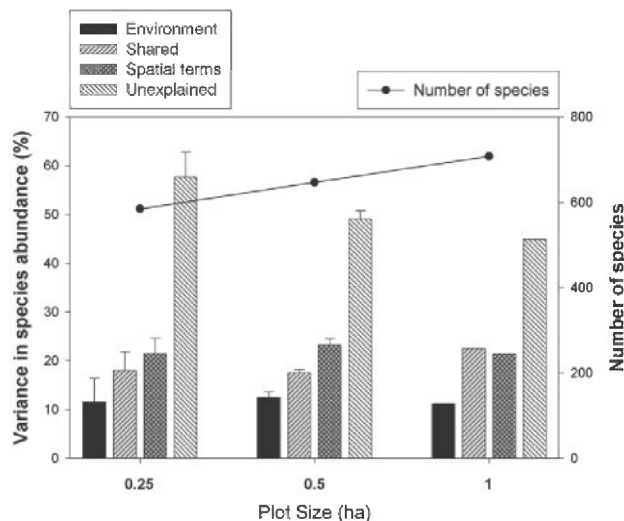 Environment
Shared
Spatial terms
Unexplained
Number of species
70
60
50
40
30
20
10
0
Variance in species abundance (%)
800
600
400
200
0
Number of species
0.25
0.5
1
Plot Size (ha)